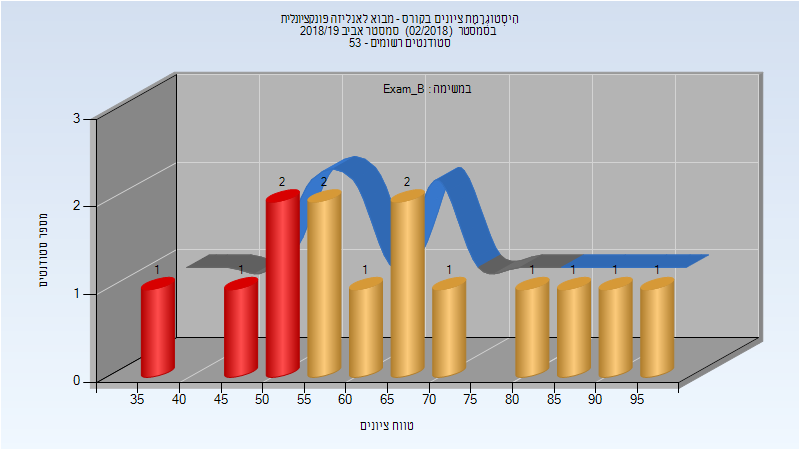 היסטוגרמת ציונים בקורס - מבוא לאנליזה פונקציונלית
בסמסטר (02/2018) סמסטר אביב 2018/19
סטודנטים רשומים - 53
במשימה : Exam_B
מספר סטודנטים
3
2
1
0
1 1 2 2 1 2 1 1 1 1 1
35 40 45 50 55 60 65 70 75 80 85 90 95
טווח ציונים